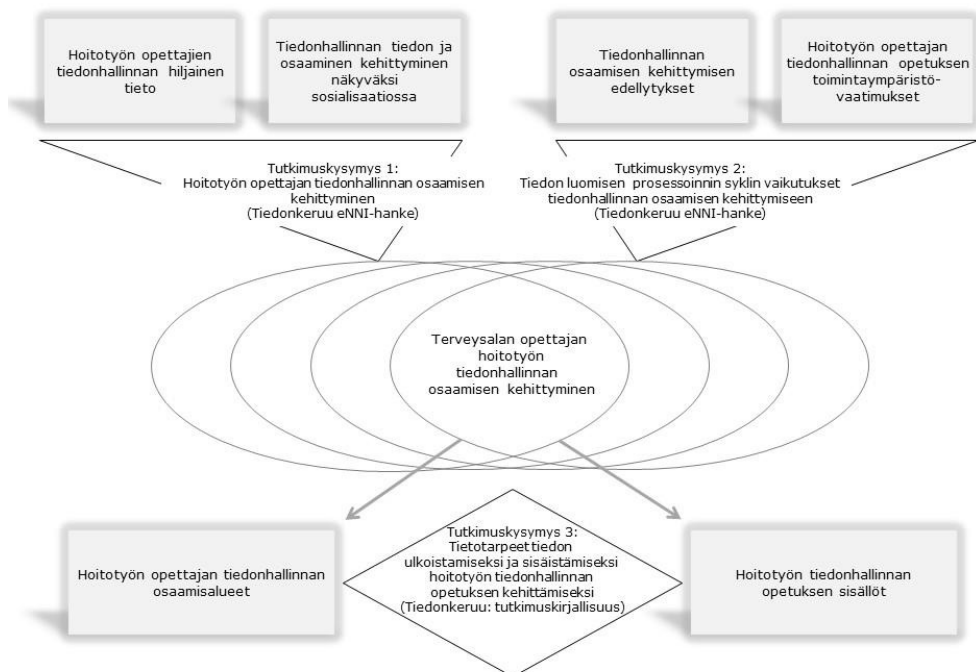 Hoitotyön opettajien
tiedonhallinnan hiljainen
tieto
Tiedonhallinnan tiedon ja
osaaminen kehittyminen
näkyväksi
sosialisaatiossa
Tiedonhallinnan
osaamisen kehittymisen
edellytykset
Hoitotyön opettajan
tiedonhallinnan opetuksen
toimintaympäristö-
vaatimukset
Tutkimuskysymys 1:
Hoitotyön opettajan tiedonhallinnan osaamisen
kehittyminen
(Tiedonkeruu eNNI-hanke)
Tutkimuskysymys 2:
Tiedon luomisen prosessoinnin syklin vaikutukset
tiedonhallinnan osaamisen kehittymiseen
(Tiedonkeruu eNNI-hanke)
Terveysalan opettajan
hoitotyön
tiedonhallinnan
osaamisen kehittyminen
Hoitotyön opettajan tiedonhallinnan
osaamisalueet
Tutkimuskysymys 3:
Tietotarpeet tiedon
ulkoistamiseksi ja sisäistämiseksi
hoitotyön tiedonhallinnan
opetuksen kehittämiseksi
(Tiedonkeruu: tutkimuskirjallisuus)
Hoitotyön tiedonhallinnan
opetuksen sisällöt